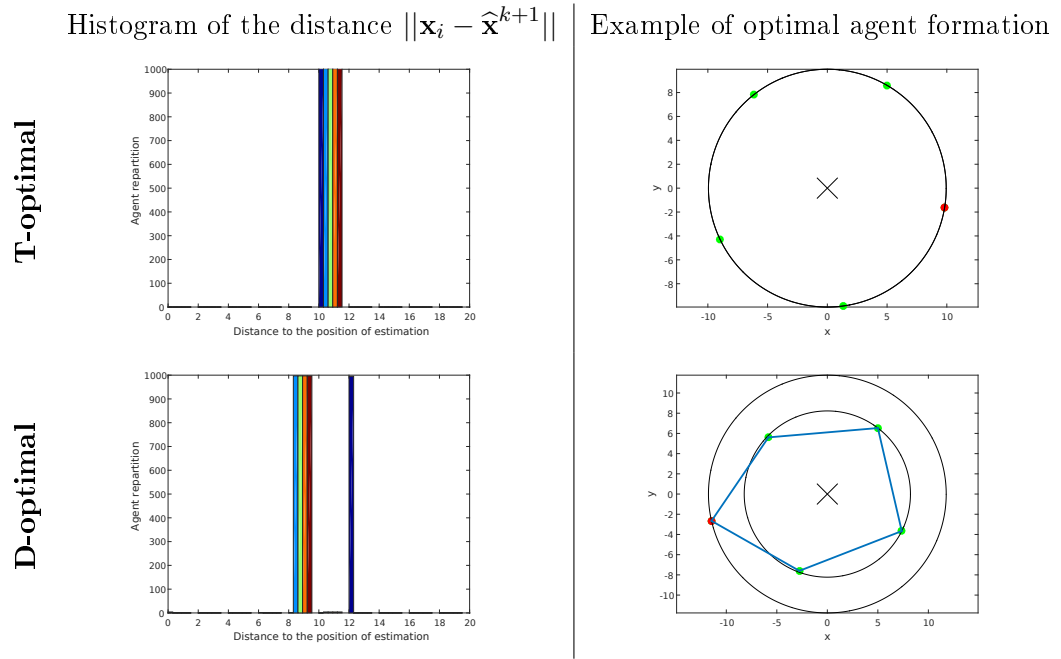 Histogram of the distance ||x_i − x̂^{k+1}||
Example of optimal agent formation
T-optimal
1000
900
800
700
600
500
400
300
200
100
0
Agent repartition
0 2 4 6 8 10 12 14 16 18 20
Distance to the position of estimation
8
6
4
2
0
-2
-4
-6
-8
y
-10 -5 0 5 10
x
D-optimal
1000
900
800
700
600
500
400
300
200
100
0
Agent repartition
0 2 4 6 8 10 12 14 16 18 20
Distance to the position of estimation
10
8
6
4
2
0
-2
-4
-6
-8
-10
y
-10 -5 0 5 10
x